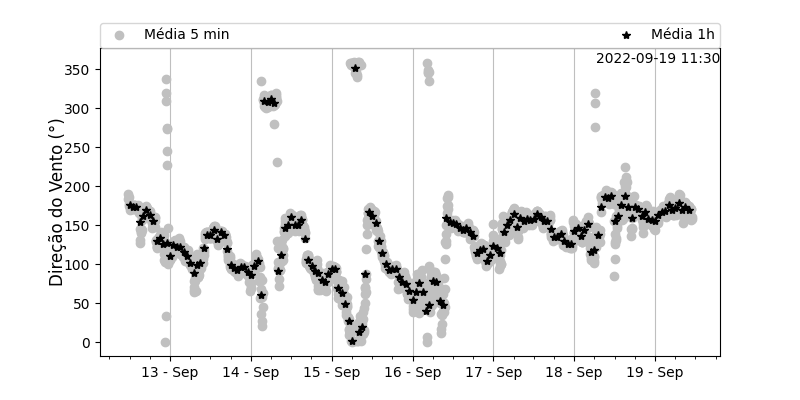 Média 5 min
Média 1h
2022-09-19 11:30
Direção do Vento (°)
350
300
250
200
150
100
50
0
13 - Sep
14 - Sep
15 - Sep
16 - Sep
17 - Sep
18 - Sep
19 - Sep